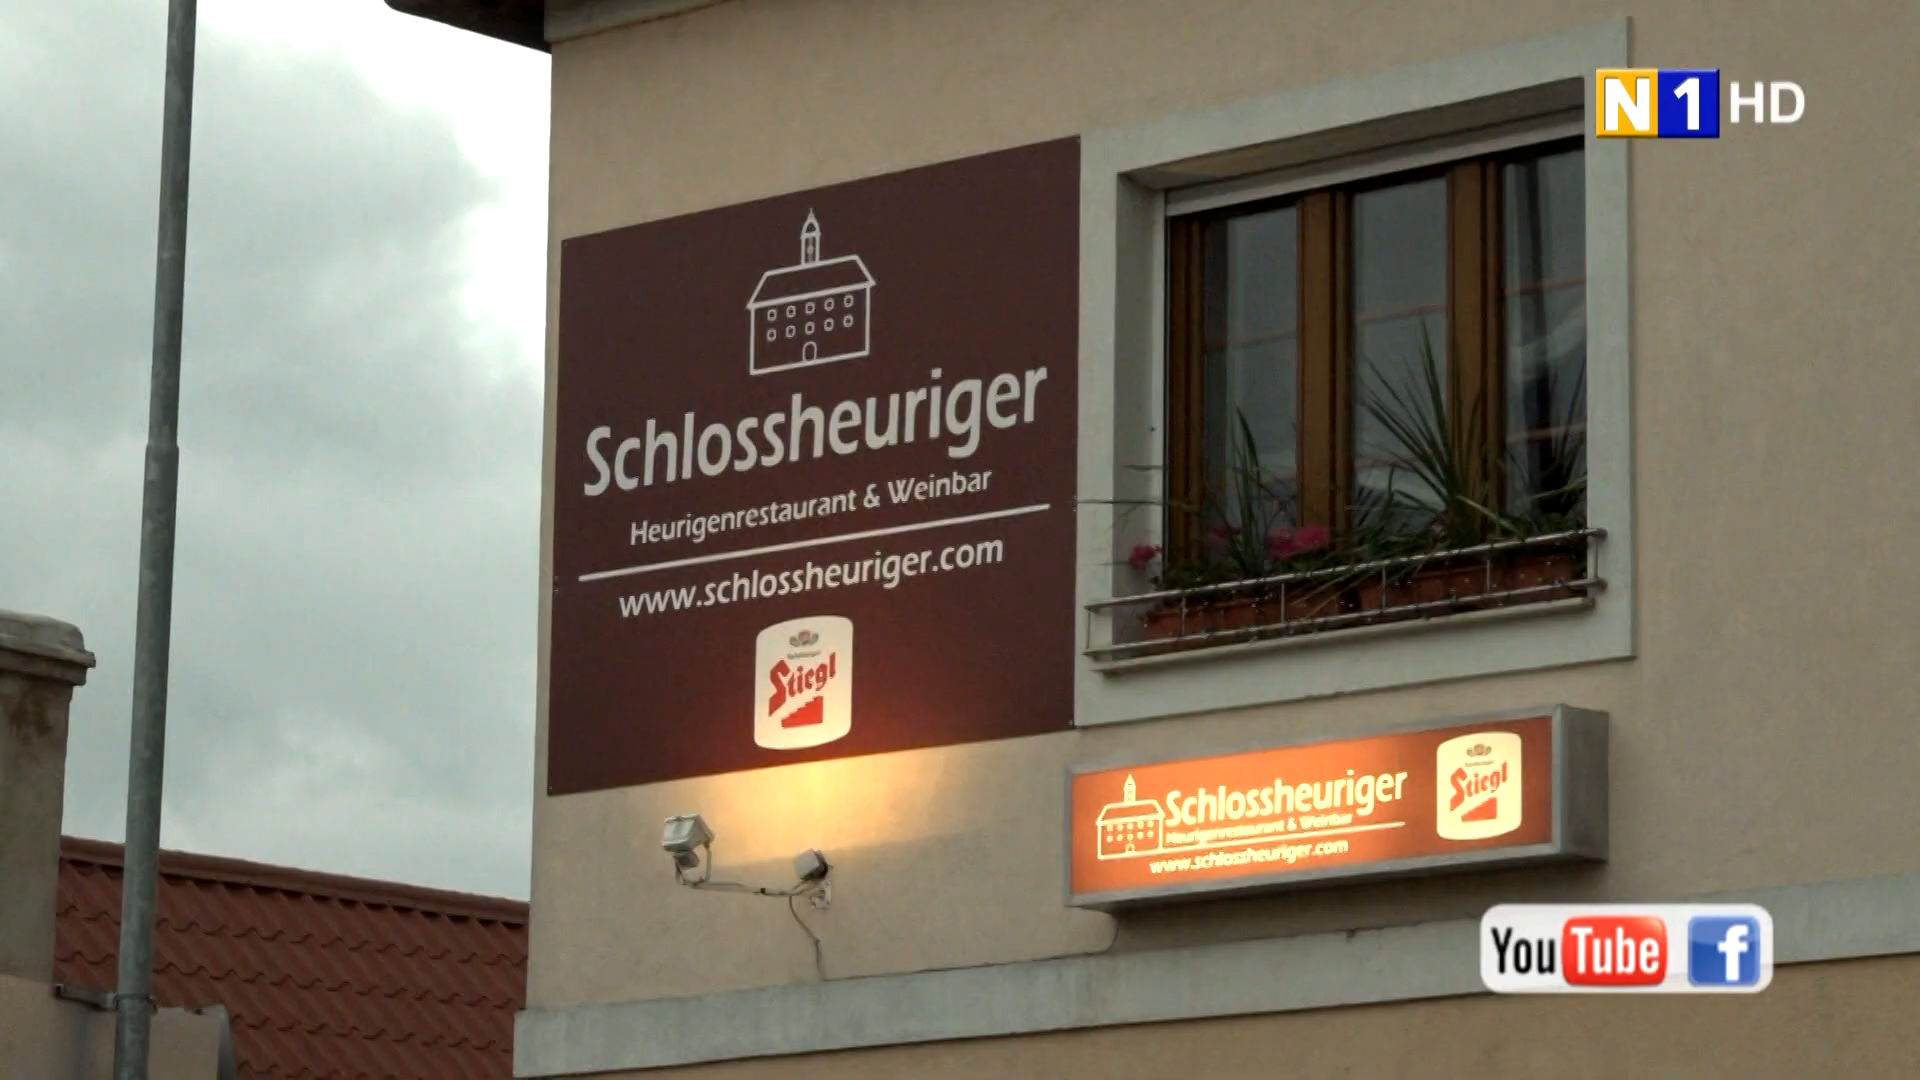 N1 HD
Schlossheuriger
Heurigenrestaurant & Weinbar
www.schlossheuriger.com
Stiegl
Schlossheuriger
Heurigenrestaurant & Weinbar
www.schlossheuriger.com
Stiegl
YouTube f